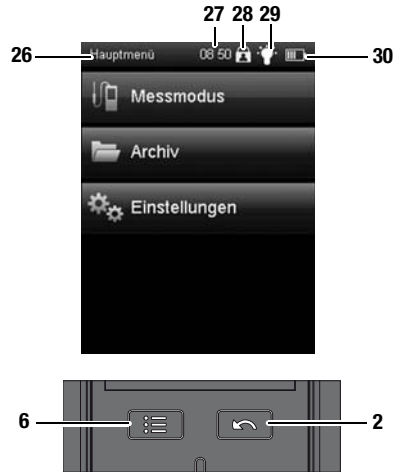 27 28 29
26 Hauptmenü 08 50 30
Messmodus
Archiv
Einstellungen
6 2